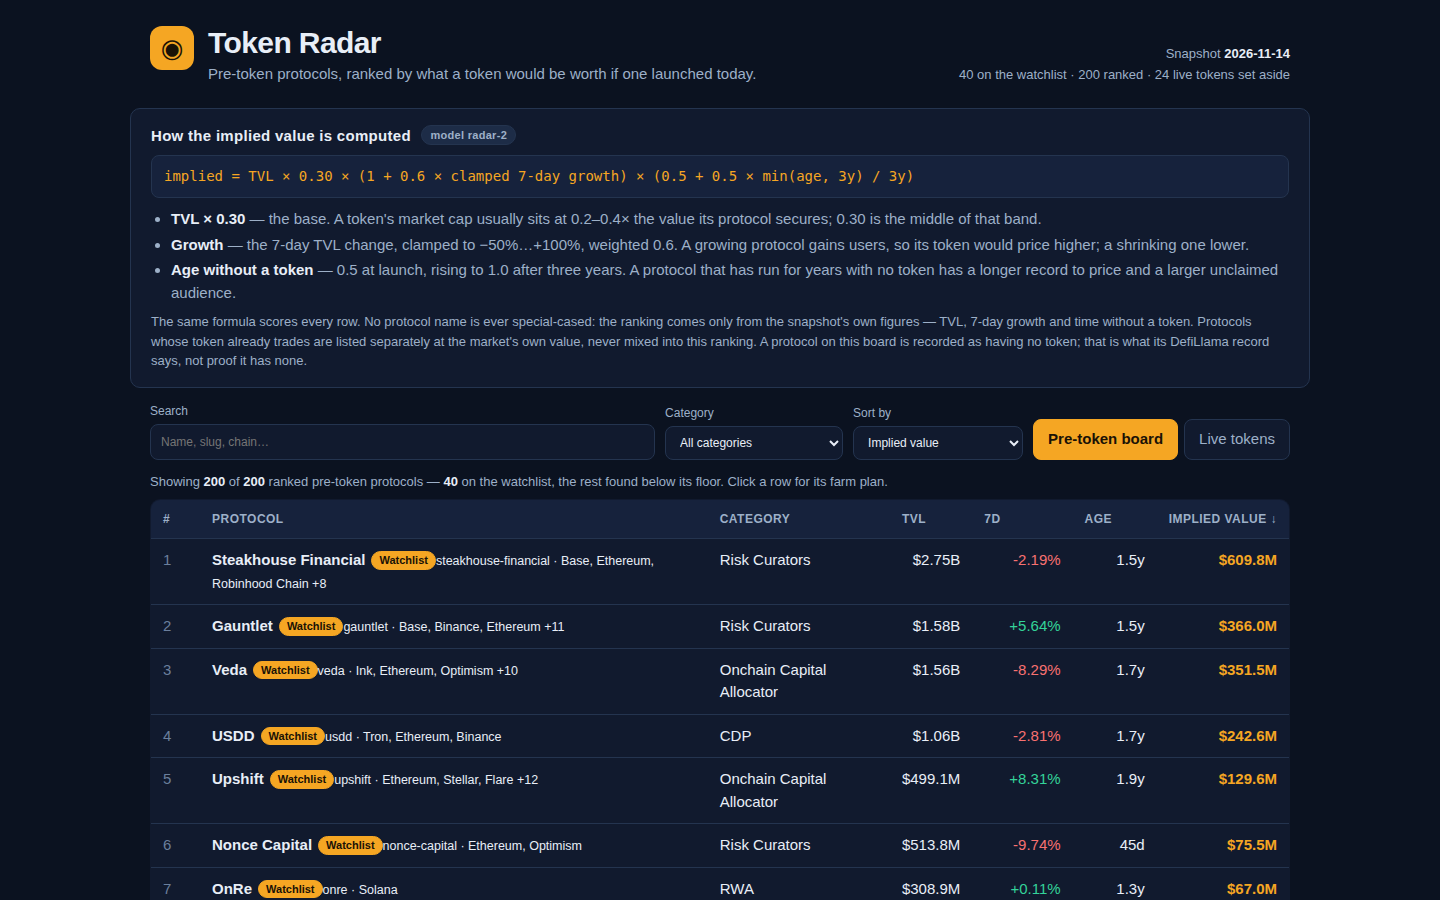 Token Radar
Pre-token protocols, ranked by what a token would be worth if one launched today.
Snapshot 2026-11-14
40 on the watchlist · 200 ranked · 24 live tokens set aside
How the implied value is computed model radar-2
implied = TVL × 0.30 × (1 + 0.6 × clamped 7-day growth) × (0.5 + 0.5 × min(age, 3y) / 3y)
• TVL × 0.30 — the base. A token's market cap usually sits at 0.2–0.4× the value its protocol secures; 0.30 is the middle of that band.
• Growth — the 7-day TVL change, clamped to −50%…+100%, weighted 0.6. A growing protocol gains users, so its token would price higher; a shrinking one lower.
• Age without a token — 0.5 at launch, rising to 1.0 after three years. A protocol that has run for years with no token has a longer record to price and a larger unclaimed
audience.
The same formula scores every row. No protocol name is ever special-cased: the ranking comes only from the snapshot's own figures — TVL, 7-day growth and time without a token. Protocols
whose token already trades are listed separately at the market's own value, never mixed into this ranking. A protocol on this board is recorded as having no token; that is what its DefiLlama record
says, not proof it has none.
Search
Category
Sort by
Name, slug, chain…
All categories
Implied value
Pre-token board
Live tokens
Showing 200 of 200 ranked pre-token protocols — 40 on the watchlist, the rest found below its floor. Click a row for its farm plan.
# PROTOCOL CATEGORY TVL 7D AGE IMPLIED VALUE ↓
1 Steakhouse Financial Watchlist steakhouse-financial · Base, Ethereum, Risk Curators $2.75B -2.19% 1.5y $609.8M
Robinhood Chain +8
2 Gauntlet Watchlist gauntlet · Base, Binance, Ethereum +11 Risk Curators $1.58B +5.64% 1.5y $366.0M
3 Veda Watchlist veda · Ink, Ethereum, Optimism +10 Onchain Capital $1.56B -8.29% 1.7y $351.5M
Allocator
4 USDD Watchlist usdd · Tron, Ethereum, Binance CDP $1.06B -2.81% 1.7y $242.6M
5 Upshift Watchlist upshift · Ethereum, Stellar, Flare +12 Onchain Capital $499.1M +8.31% 1.9y $129.6M
Allocator
6 Nonce Capital Watchlist nonce-capital · Ethereum, Optimism Risk Curators $513.8M -9.74% 45d $75.5M
7 OnRe Watchlist onre · Solana RWA $308.9M +0.11% 1.3y $67.0M